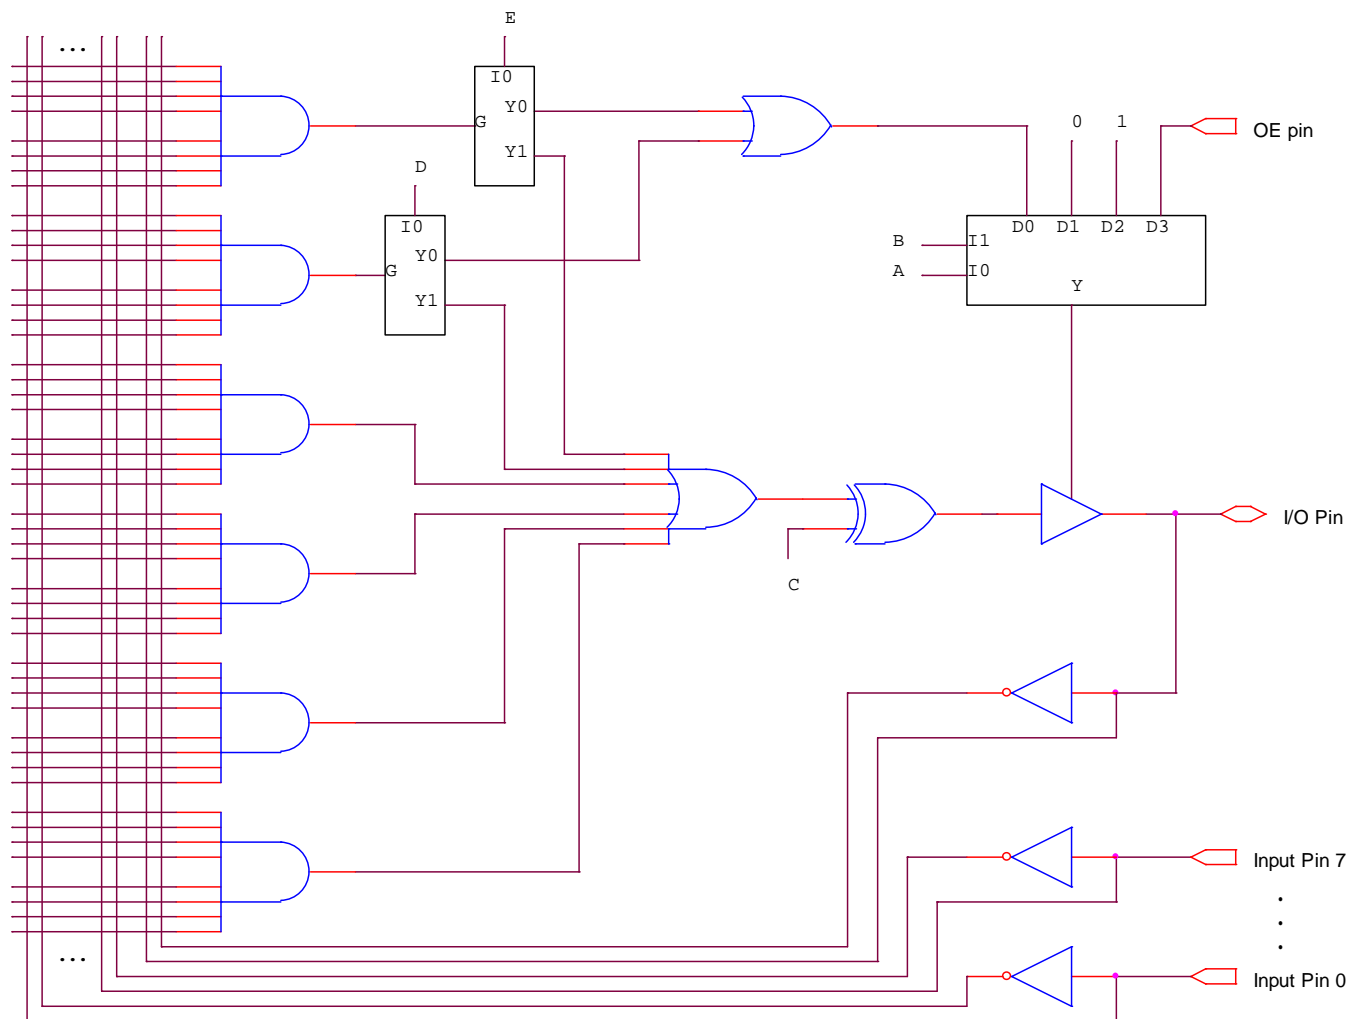 E
...
I0
Y0
G
Y1
0 1
OE pin
D
I0
Y0
G
Y1
D0 D1 D2 D3
B I1
A I0
Y
I/O Pin
C
Input Pin 7
.
.
.
...
Input Pin 0